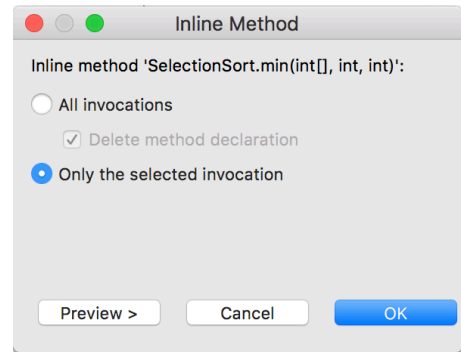 Inline Method
Inline method 'SelectionSort.min(int[], int, int)':
All invocations
Delete method declaration
Only the selected invocation
Preview > Cancel OK